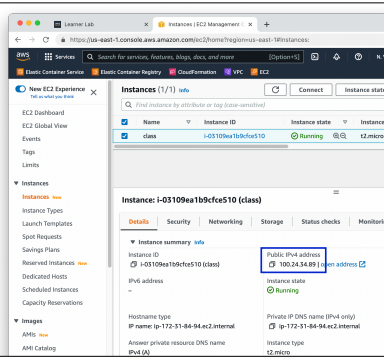 Learner Lab
Instances | EC2 Management
https://us-east-1.console.aws.amazon.com/ec2/home?region=us-east-1#Instances:
aws
Services
Search for services, features, blogs, docs, and more
[Option+S]
Elastic Container Service
Elastic Container Registry
CloudFormation
VPC
EC2
New EC2 Experience
Tell us what you think
EC2 Dashboard
EC2 Global View
Events
Tags
Limits
Instances
Instances New
Instance Types
Launch Templates
Spot Requests
Savings Plans
Reserved Instances New
Dedicated Hosts
Scheduled Instances
Capacity Reservations
Images
AMIs New
AMI Catalog
Instances (1/1) Info
Connect
Instance state
Find instance by attribute or tag (case-sensitive)
Name
Instance ID
Instance state
Instance
class
i-03109ea1b9cfce510
Running
t2.micro
Instance: i-03109ea1b9cfce510 (class)
Details
Security
Networking
Storage
Status checks
Monitori
Instance summary Info
Instance ID
i-03109ea1b9cfce510 (class)
Public IPv4 address
100.24.34.89 | open address
IPv6 address
–
Instance state
Running
Hostname type
IP name: ip-172-31-84-94.ec2.internal
Private IP DNS name (IPv4 only)
ip-172-31-84-94.ec2.internal
Answer private resource DNS name
IPv4 (A)
Instance type
t2.micro